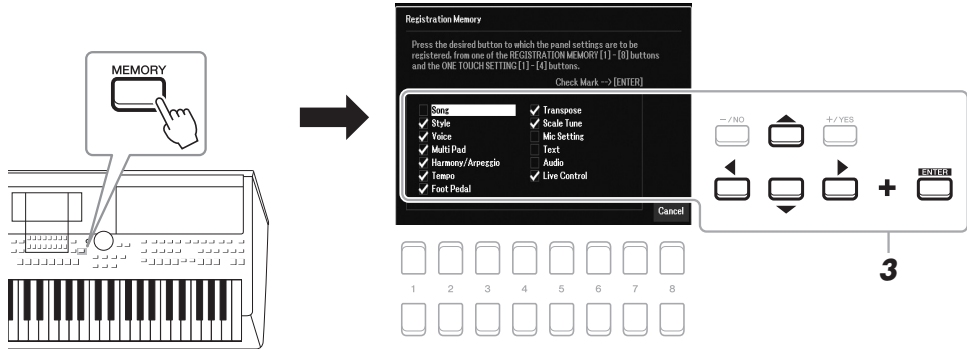 MEMORY
Registration Memory
Press the desired button to which the panel settings are to be
registered, from one of the REGISTRATION MEMORY [1] - [8] buttons
and the ONE TOUCH SETTING [1] - [4] buttons.
Check Mark --> [ENTER]
Song
Style
Voice
Multi Pad
Harmony/Arpeggio
Tempo
Foot Pedal
Transpose
Scale Tune
Mic Setting
Text
Audio
Live Control
Cancel
-/NO
+/YES
ENTER
+
3
1 2 3 4 5 6 7 8